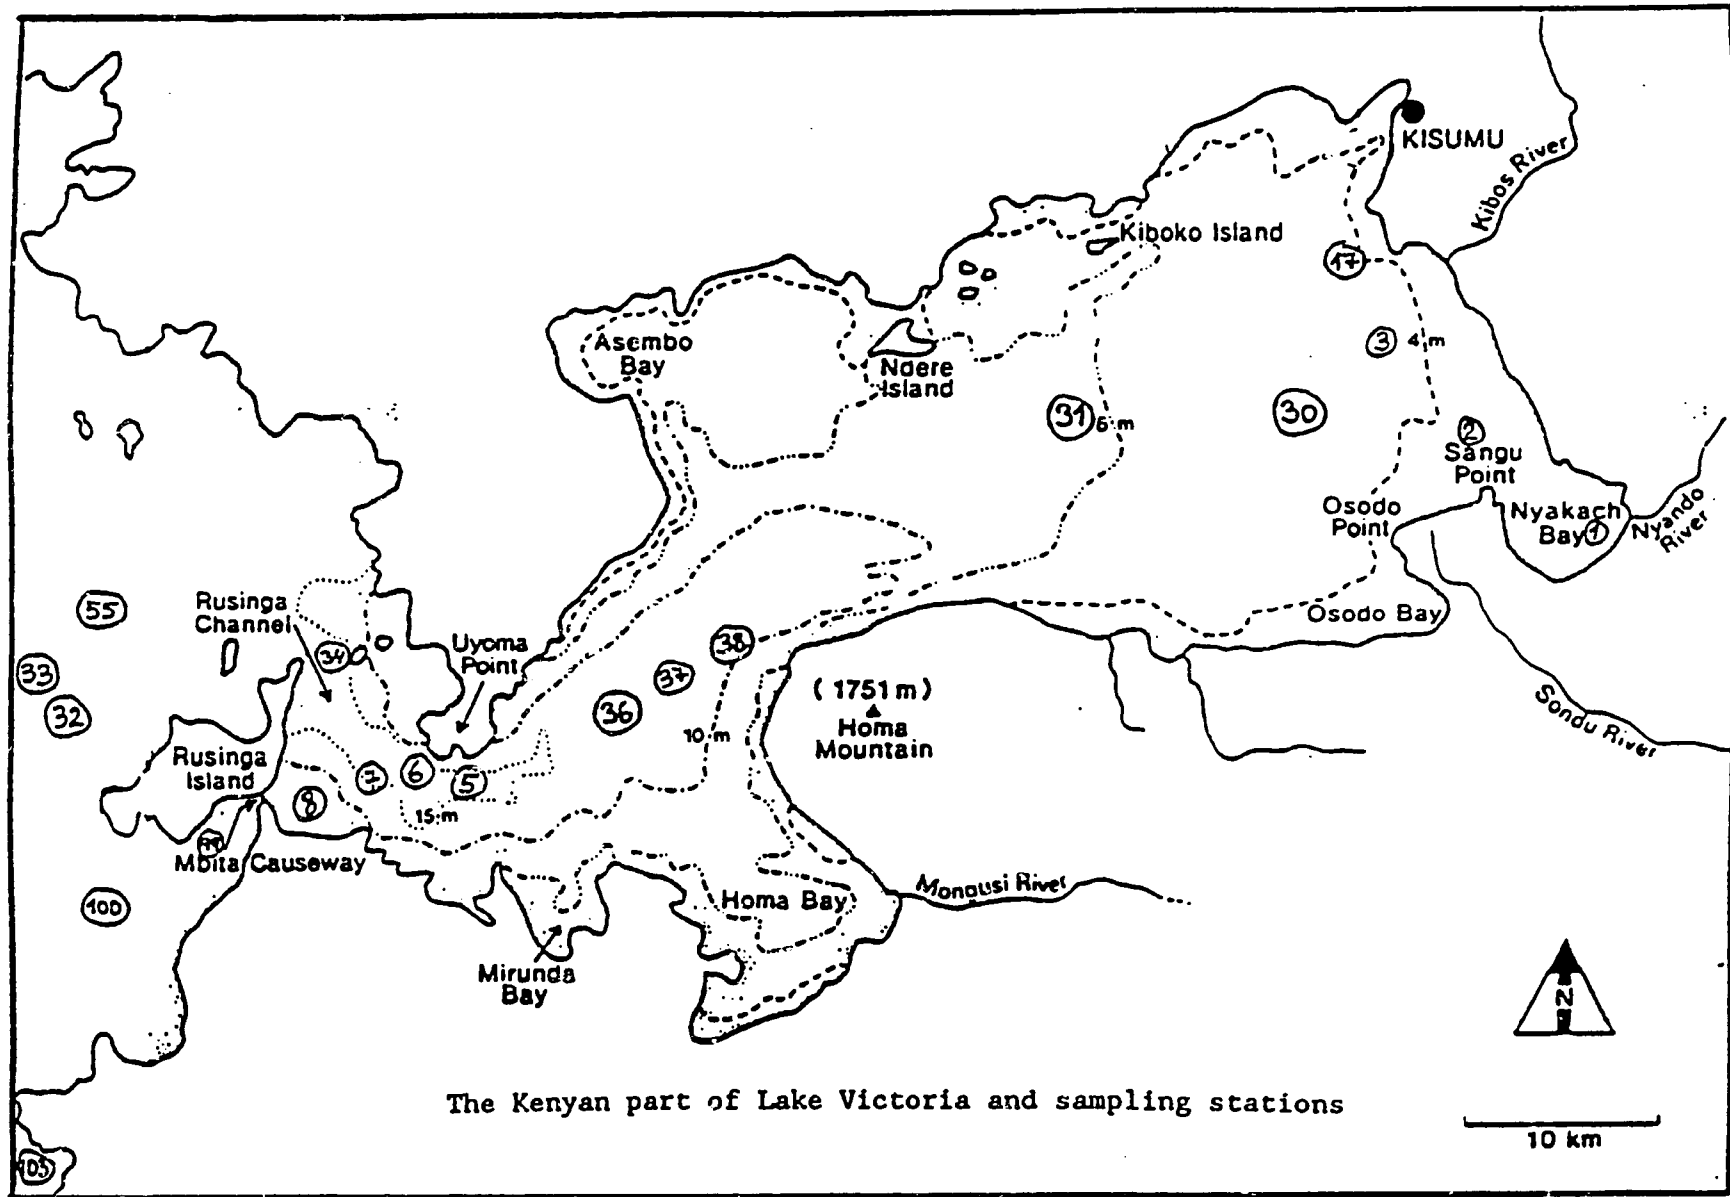 KISUMU
Kibos River
Kiboko Island
17
Asembo
Bay
3
4 m
Ndere
Island
31
6 m
30
2
Sangu
Point
Osodo
Point
Nyakach
Bay
1
Nyando
River
55
Rusinga
Channel
Uyoma
Point
Osodo Bay
33
34
38
37
32
36
(1751 m)
Homa
Mountain
10 m
Sondu River
Rusinga
Island
7
6
5
8
15 m
Mbita Causeway
100
Homa Bay
River
Mirunda
Bay
N
The Kenyan part of Lake Victoria and sampling stations
10 km
103